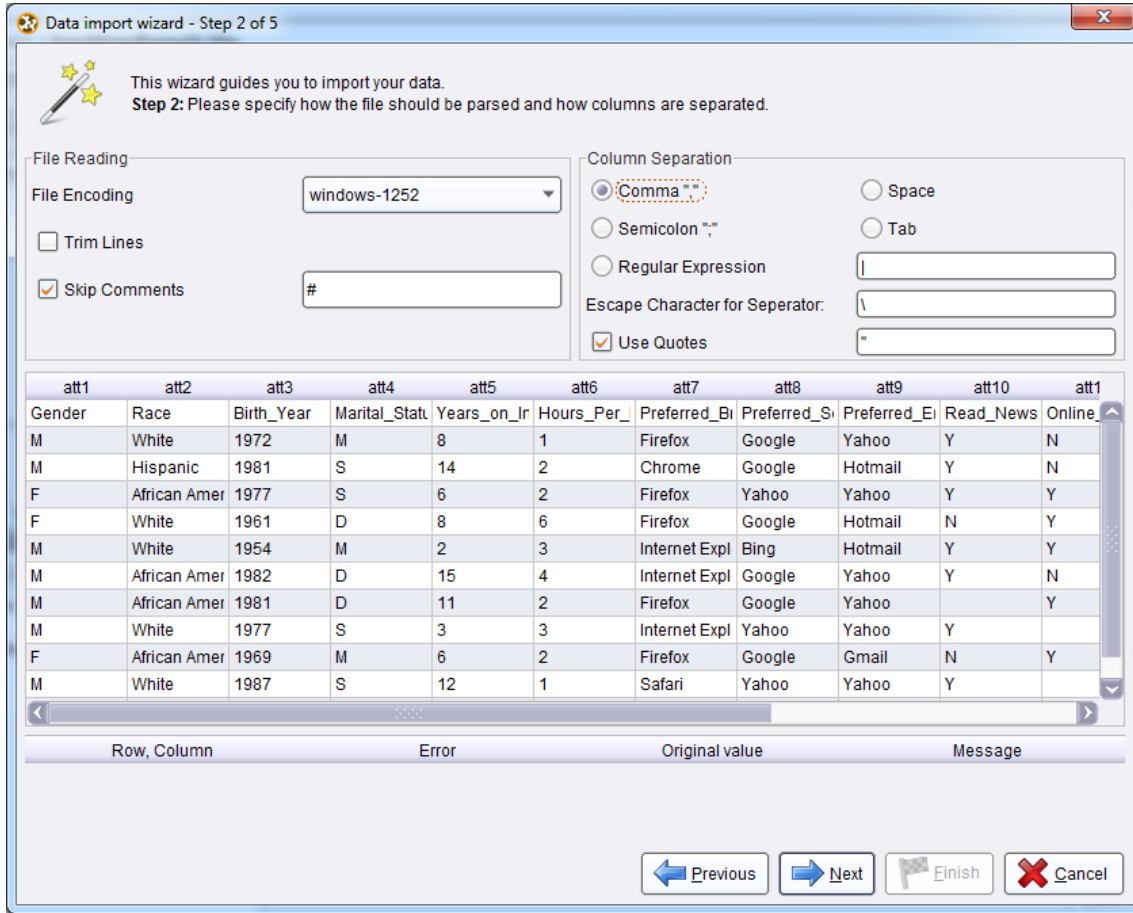 Data import wizard - Step 2 of 5
This wizard guides you to import your data.
Step 2: Please specify how the file should be parsed and how columns are separated.
File Reading
File Encoding windows-1252
Trim Lines
Skip Comments #
Column Separation
Comma "," Space
Semicolon ";" Tab
Regular Expression |
Escape Character for Seperator: \
Use Quotes "
att1 att2 att3 att4 att5 att6 att7 att8 att9 att10 att1
Gender Race Birth_Year Marital_Statu Years_on_In Hours_Per_ Preferred_Br Preferred_S Preferred_E Read_News Online_
M White 1972 M 8 1 Firefox Google Yahoo Y N
M Hispanic 1981 S 14 2 Chrome Google Hotmail Y N
F African Amer 1977 S 6 2 Firefox Yahoo Yahoo Y Y
F White 1961 D 8 6 Firefox Google Hotmail N Y
M White 1954 M 2 3 Internet Expl Bing Hotmail Y Y
M African Amer 1982 D 15 4 Internet Expl Google Yahoo Y N
M African Amer 1981 D 11 2 Firefox Google Yahoo Y
M White 1977 S 3 3 Internet Expl Yahoo Yahoo Y
F African Amer 1969 M 6 2 Firefox Google Gmail N Y
M White 1987 S 12 1 Safari Yahoo Yahoo Y
Row, Column Error Original value Message
Previous Next Finish Cancel